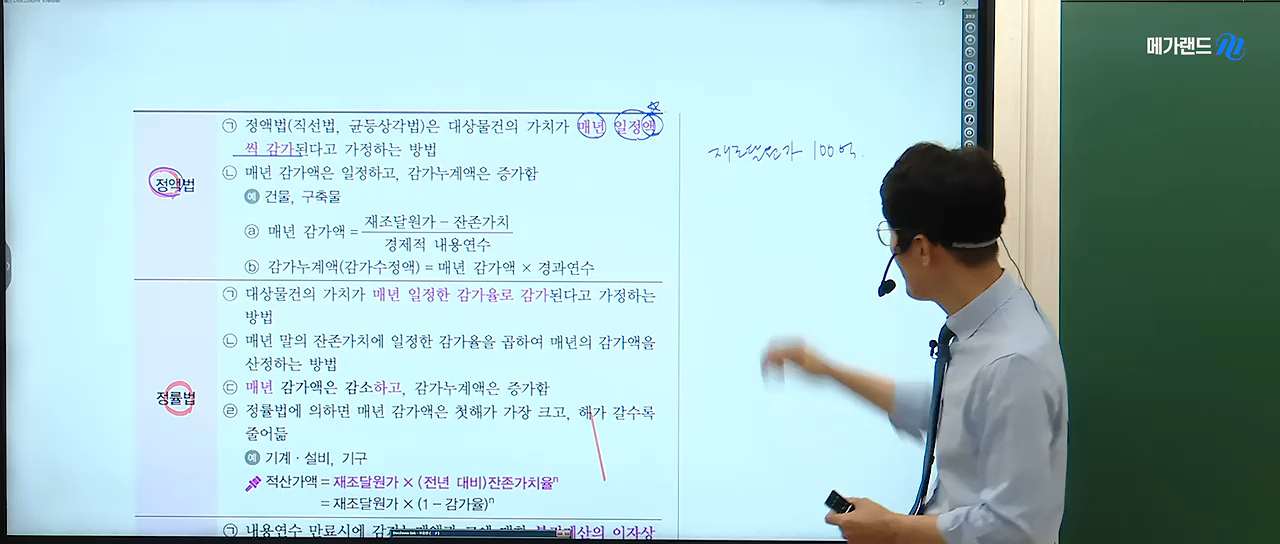 메가랜드
㉠ 정액법(직선법, 균등상각법)은 대상물건의 가치가 매년 일정액
씩 감가된다고 가정하는 방법
재조달원가 100억.
정액법
㉡ 매년 감가액은 일정하고, 감가누계액은 증가함
예 건물, 구축물
ⓐ 매년 감가액 = 재조달원가 − 잔존가치
경제적 내용연수
ⓑ 감가누계액(감가수정액) = 매년 감가액 × 경과연수
㉠ 대상물건의 가치가 매년 일정한 감가율로 감가된다고 가정하는
방법
㉡ 매년 말의 잔존가치에 일정한 감가율을 곱하여 매년의 감가액을
산정하는 방법
정률법
㉢ 매년 감가액은 감소하고, 감가누계액은 증가함
㉣ 정률법에 의하면 매년 감가액은 첫해가 가장 크고, 해가 갈수록
줄어듦
예 기계·설비, 기구
적산가액 = 재조달원가 × (전년 대비)잔존가치율ⁿ
= 재조달원가 × (1 − 감가율)ⁿ
㉠ 내용연수 만료시에